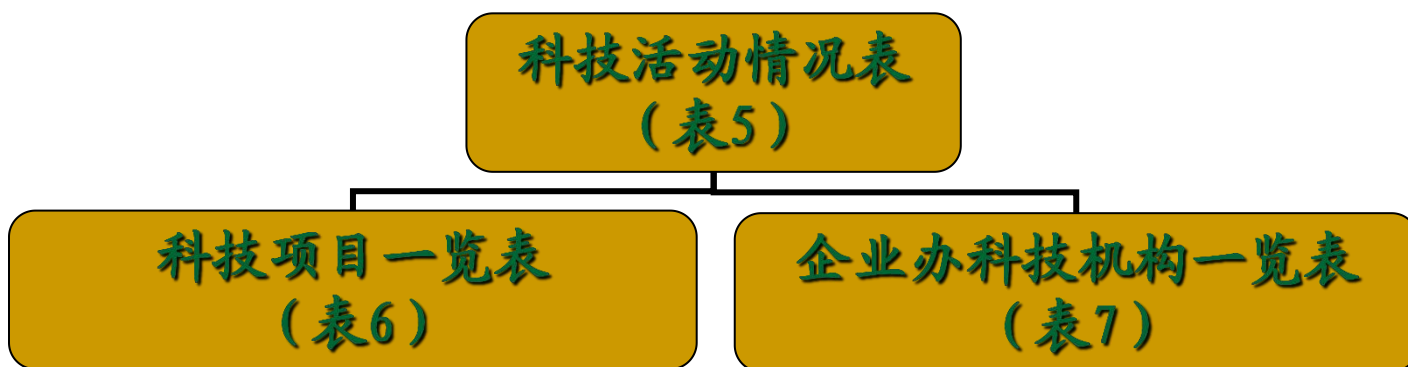 科技活动情况表
（表5）
科技项目一览表
（表6）
企业办科技机构一览表
（表7）